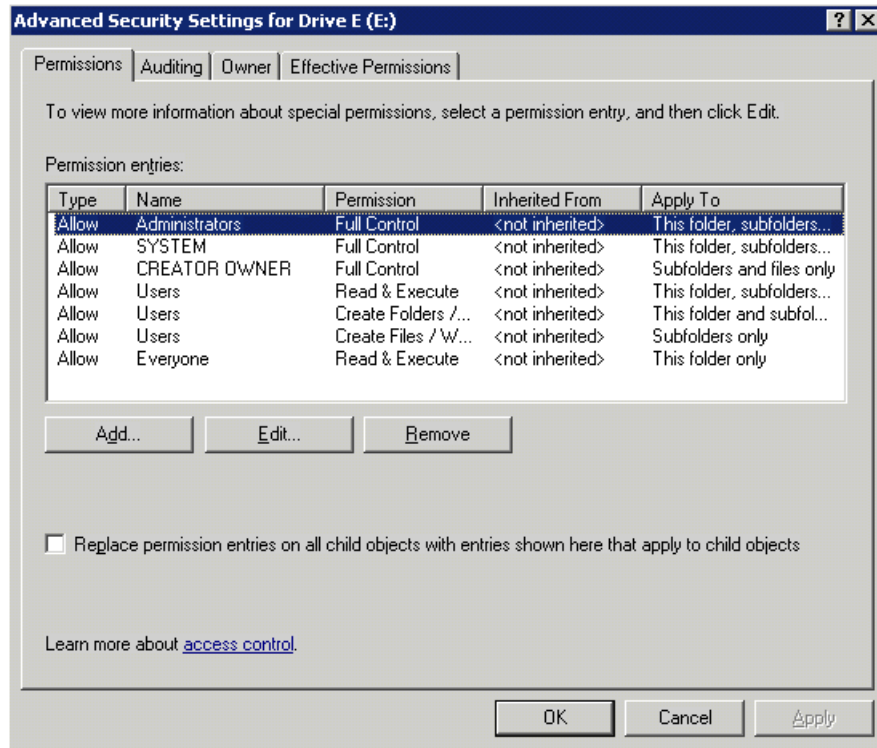 Advanced Security Settings for Drive E (E:)
Permissions Auditing Owner Effective Permissions
To view more information about special permissions, select a permission entry, and then click Edit.
Permission entries:
Type Name Permission Inherited From Apply To
Allow Administrators Full Control <not inherited> This folder, subfolders...
Allow SYSTEM Full Control <not inherited> This folder, subfolders...
Allow CREATOR OWNER Full Control <not inherited> Subfolders and files only
Allow Users Read & Execute <not inherited> This folder, subfolders...
Allow Users Create Folders /... <not inherited> This folder and subfol...
Allow Users Create Files / W... <not inherited> Subfolders only
Allow Everyone Read & Execute <not inherited> This folder only
Add... Edit... Remove
Replace permission entries on all child objects with entries shown here that apply to child objects
Learn more about access control.
OK Cancel Apply